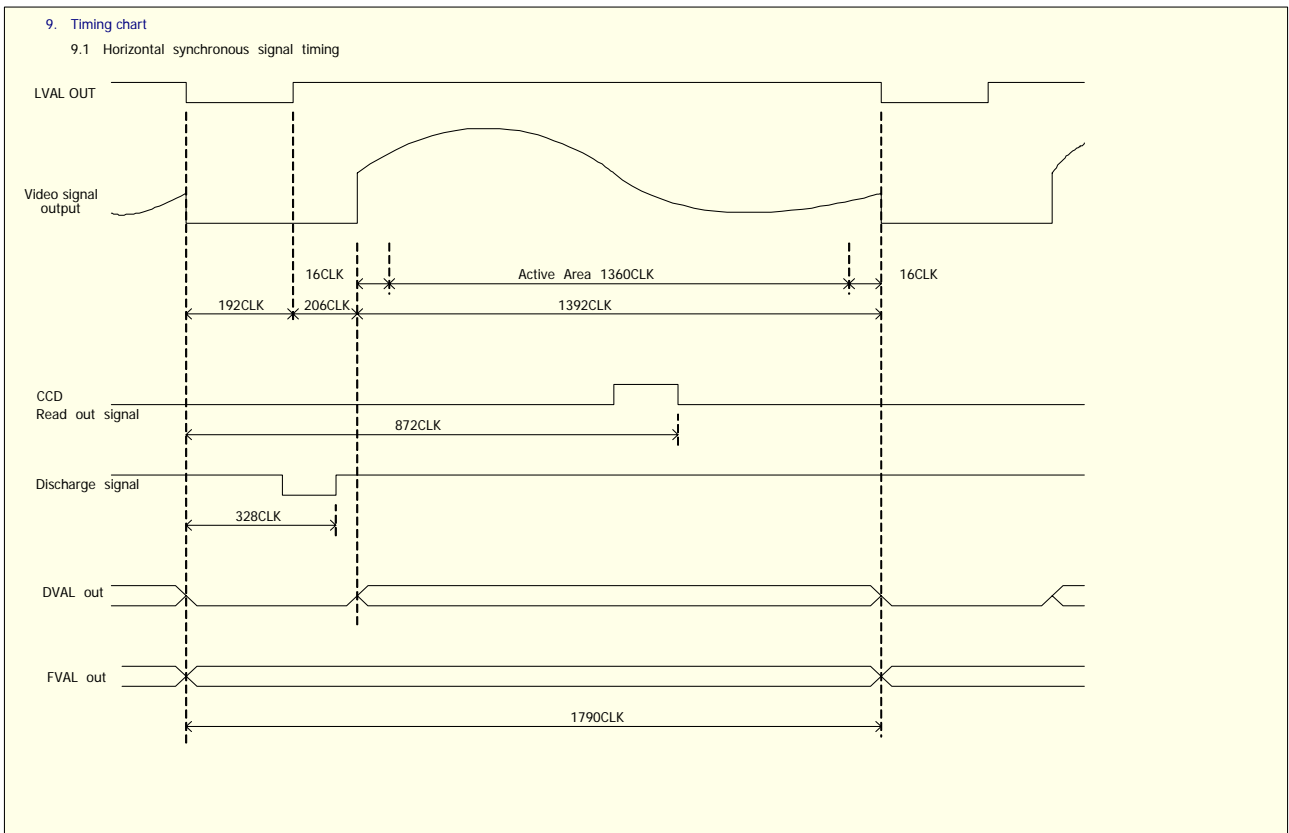 9. Timing chart
9.1 Horizontal synchronous signal timing
LVAL OUT
Video signal
output
16CLK
Active Area 1360CLK
16CLK
192CLK
206CLK
1392CLK
CCD
Read out signal
872CLK
Discharge signal
328CLK
DVAL out
FVAL out
1790CLK